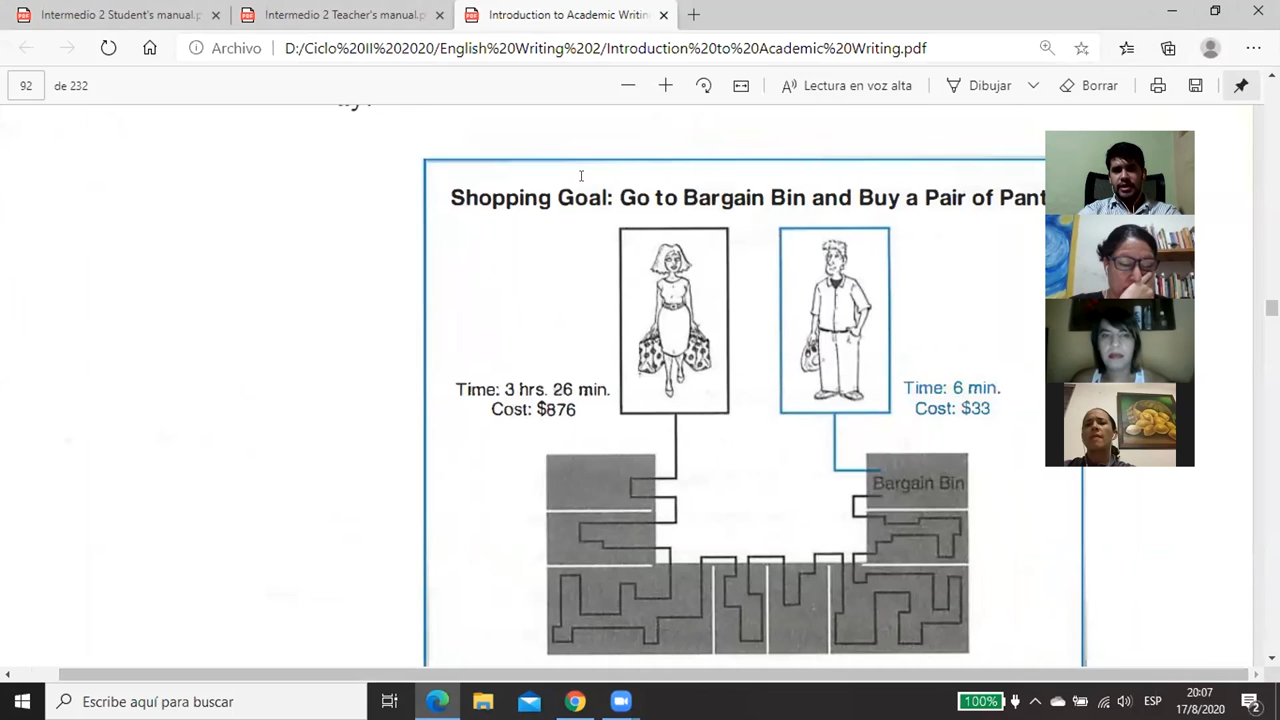 Intermedio 2 Student's manual.p
Intermedio 2 Teacher's manual.p
Introduction to Academic Writin
Archivo
D:/Ciclo%20II%202020/English%20Writing%202/Introduction%20to%20Academic%20Writing.pdf
92 de 232
Lectura en voz alta
Dibujar
Borrar
Shopping Goal: Go to Bargain Bin and Buy a Pair of Pant
Time: 3 hrs. 26 min.
Cost: $876
Time: 6 min.
Cost: $33
Bargain Bin
Escribe aquí para buscar
100%
ESP
20:07
17/8/2020
2